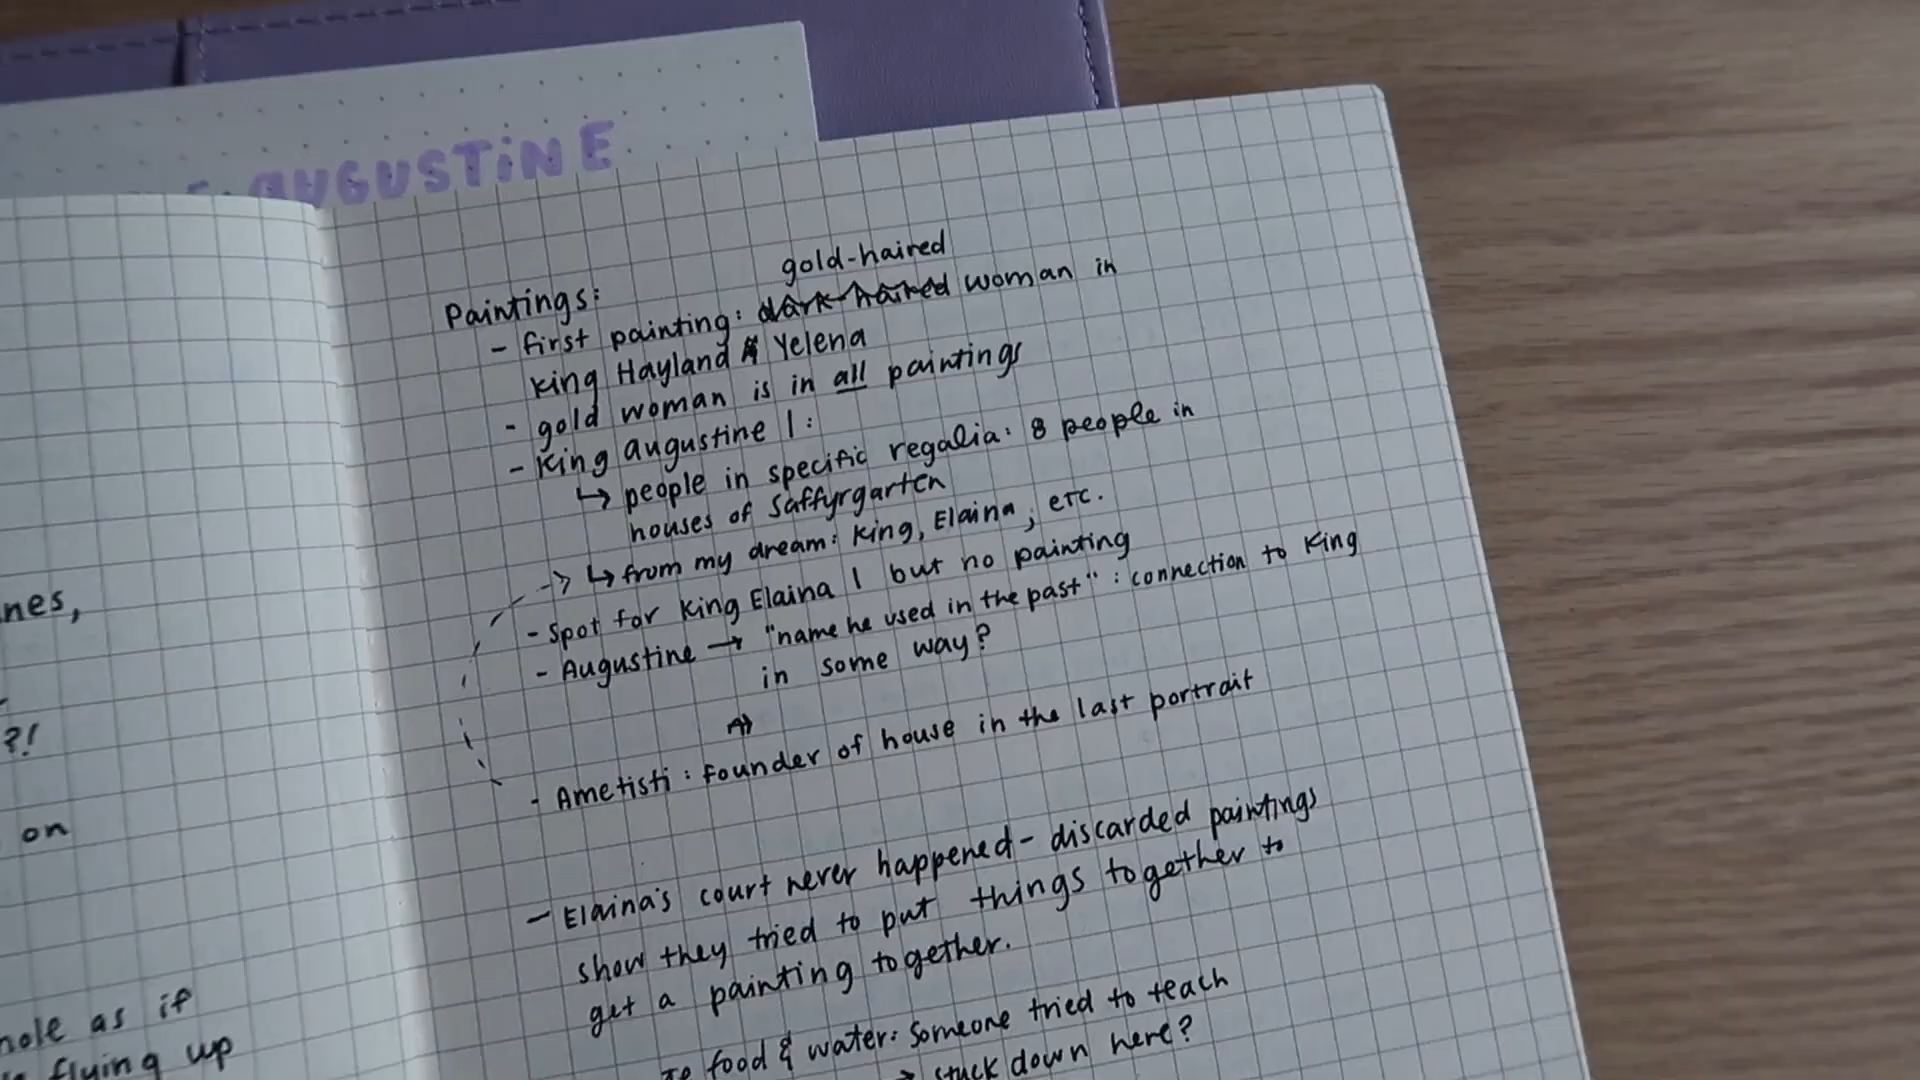 AUGUSTINE
nes,
?!
on
hole as if
flying up
Paintings:
gold-haired
- first painting: dark haired woman in
King Hayland & Yelena
- gold woman is in all paintings
- King Augustine 1:
↳ people in specific regalia: 8 people in
houses of Saffyrgarten
--> ↳ from my dream: King, Elaina, etc.
- Spot for King Elaina 1 but no painting
- Augustine → "name he used in the past": connection to King
in some way?
- Ametisti: founder of house in the last portrait
- Elaina's court never happened - discarded paintings
show they tried to put things together to
get a painting together.
food & water: someone tried to teach
→ stuck down here?